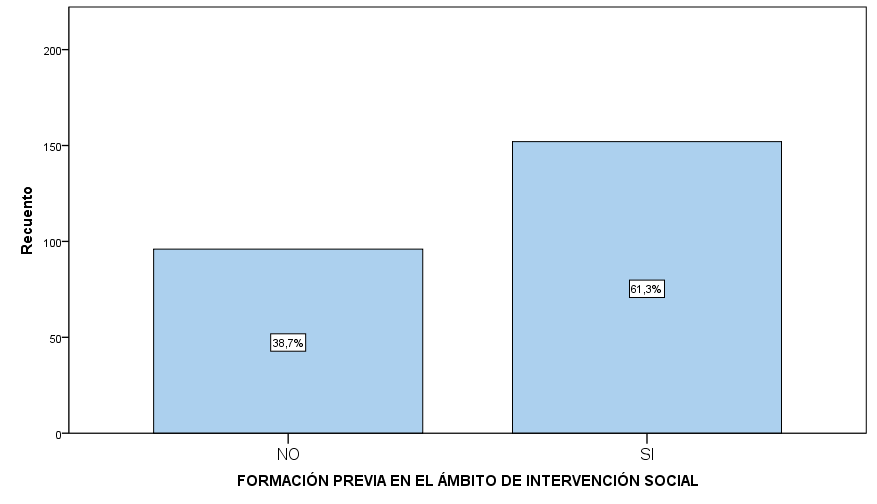 200
150
100
50
0
Recuento
38,7%
61,3%
NO
SI
FORMACIÓN PREVIA EN EL ÁMBITO DE INTERVENCIÓN SOCIAL